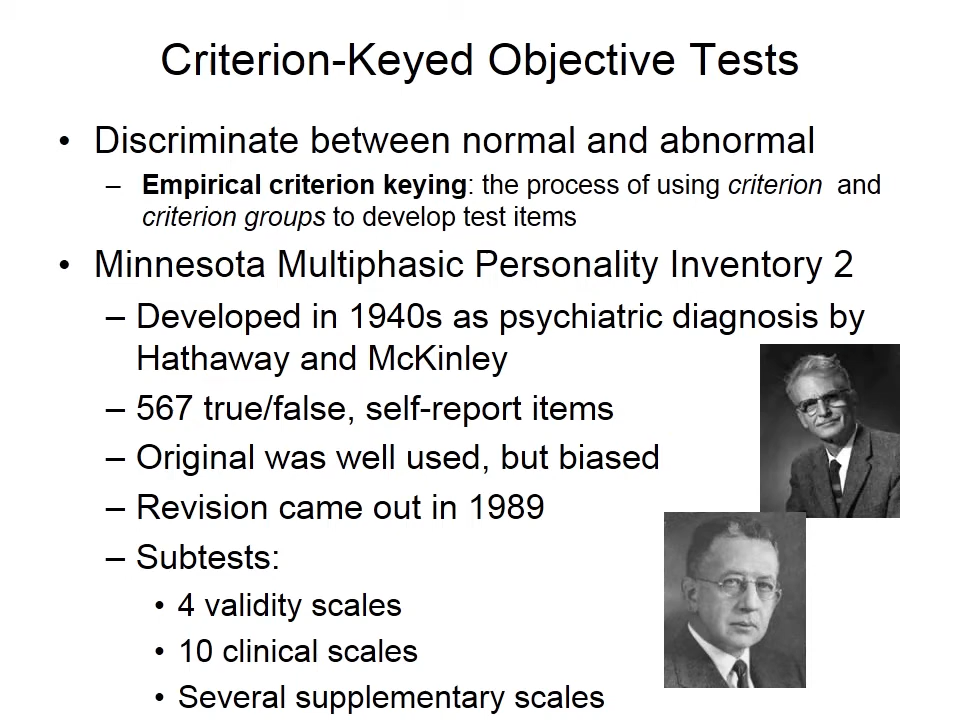 Criterion-Keyed Objective Tests
• Discriminate between normal and abnormal
– Empirical criterion keying: the process of using criterion and
criterion groups to develop test items
• Minnesota Multiphasic Personality Inventory 2
– Developed in 1940s as psychiatric diagnosis by
Hathaway and McKinley
– 567 true/false, self-report items
– Original was well used, but biased
– Revision came out in 1989
– Subtests:
• 4 validity scales
• 10 clinical scales
• Several supplementary scales